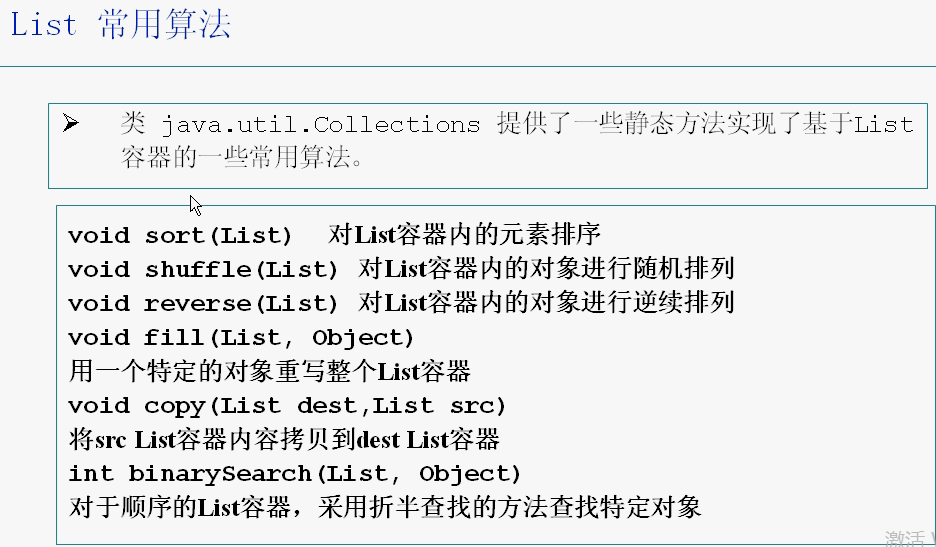 List 常用算法
➢ 类 java.util.Collections 提供了一些静态方法实现了基于List
容器的一些常用算法。
void sort(List) 对List容器内的元素排序
void shuffle(List) 对List容器内的对象进行随机排列
void reverse(List) 对List容器内的对象进行逆续排列
void fill(List, Object)
用一个特定的对象重写整个List容器
void copy(List dest,List src)
将src List容器内容拷贝到dest List容器
int binarySearch(List, Object)
对于顺序的List容器，采用折半查找的方法查找特定对象
激活